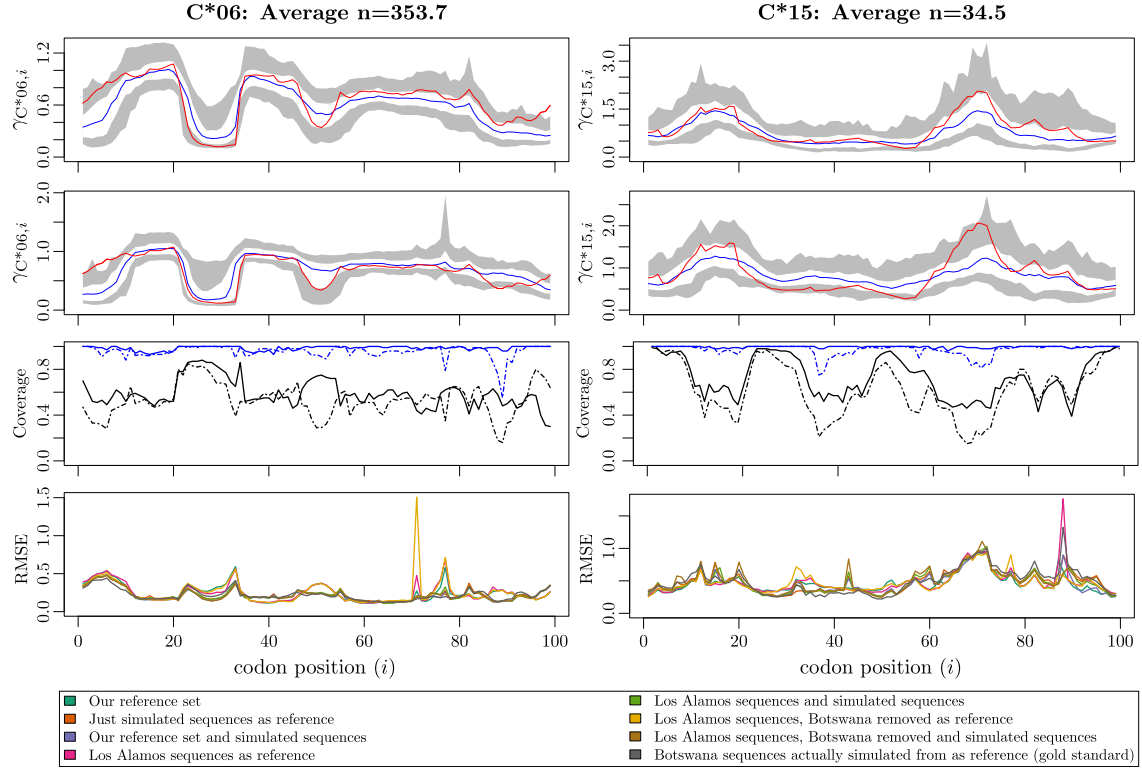 C*06: Average n=353.7
C*15: Average n=34.5
γC*06,i
0.0 0.6 1.2
γC*15,i
0.0 1.5 3.0
γC*06,i
0.0 1.0 2.0
γC*15,i
0.0 1.0 2.0
Coverage
0.0 0.4 0.8
Coverage
0.0 0.4 0.8
RMSE
0.0 0.5 1.0 1.5
RMSE
0.0 1.0
0 20 40 60 80 100
0 20 40 60 80 100
codon position (i)
codon position (i)
Our reference set
Just simulated sequences as reference
Our reference set and simulated sequences
Los Alamos sequences as reference
Los Alamos sequences and simulated sequences
Los Alamos sequences, Botswana removed as reference
Los Alamos sequences, Botswana removed and simulated sequences
Botswana sequences actually simulated from as reference (gold standard)